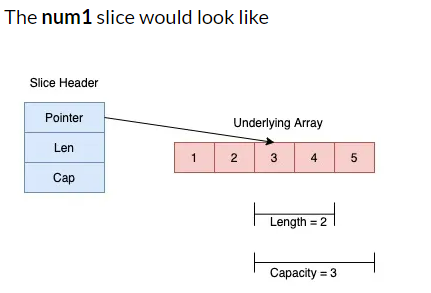 The num1 slice would look like
Slice Header
Pointer
Len
Cap
Underlying Array
1 2 3 4 5
Length = 2
Capacity = 3